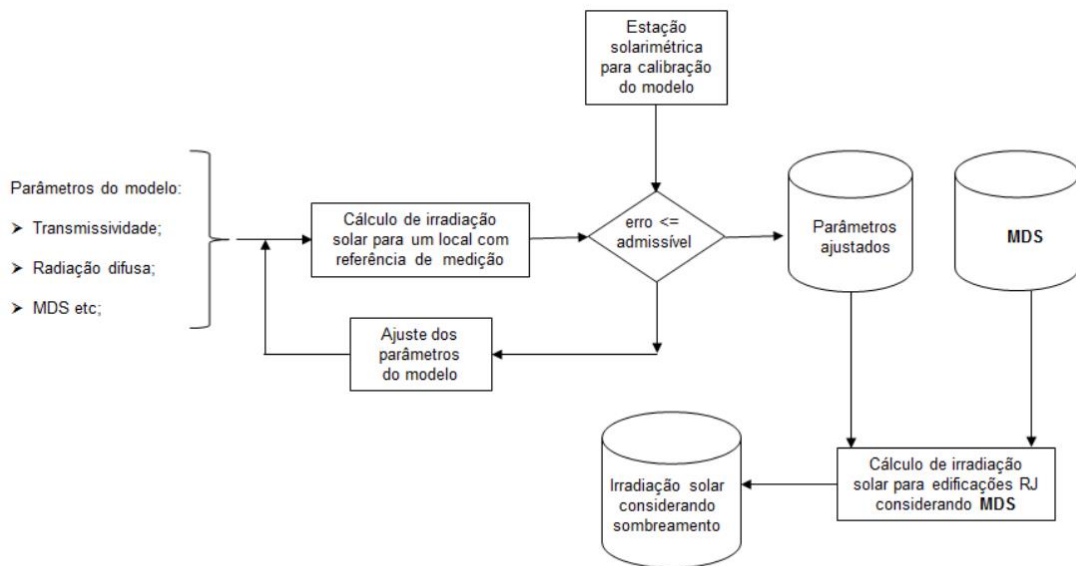 Estação
solarimétrica
para calibração
do modelo
Parâmetros do modelo:
➤ Transmissividade;
➤ Radiação difusa;
➤ MDS etc;
Cálculo de irradiação
solar para um local com
referência de medição
erro <=
admissível
Parâmetros
ajustados
MDS
Ajuste dos
parâmetros
do modelo
Cálculo de irradiação
solar para edificações RJ
considerando MDS
Irradiação solar
considerando
sombreamento